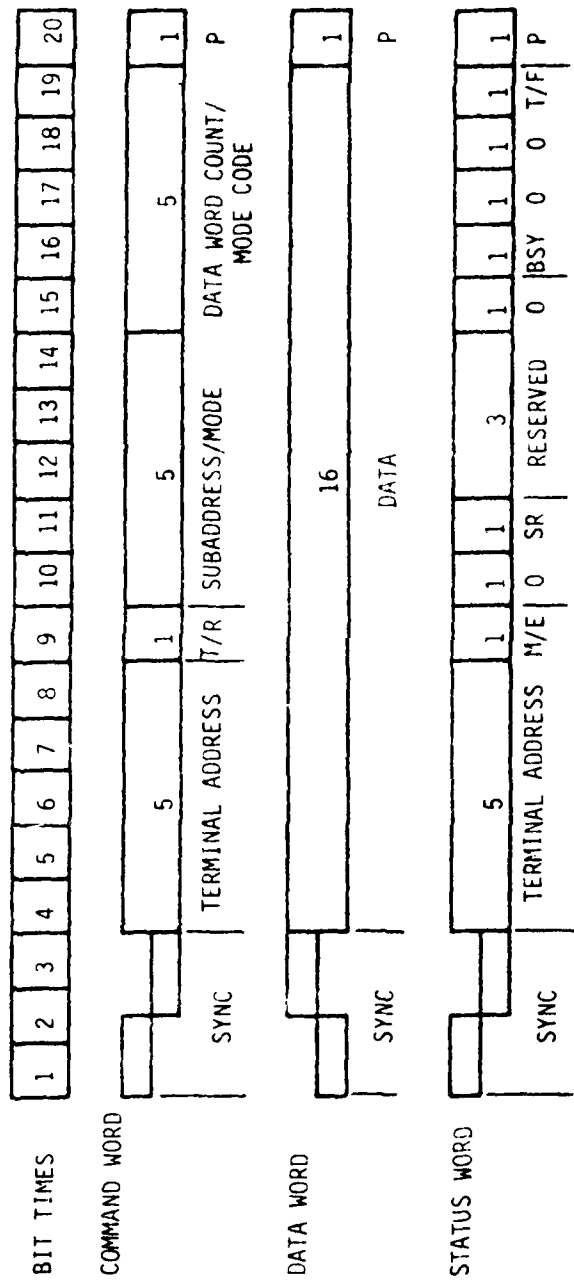 BIT TIMES 1 2 3 4 5 6 7 8 9 10 11 12 13 14 15 16 17 18 19 20
COMMAND WORD
5 1 5 5 1
SYNC TERMINAL ADDRESS T/R SUBADDRESS/MODE DATA WORD COUNT/ P
MODE CODE
DATA WORD
16 1
SYNC DATA P
STATUS WORD
5 1 1 1 3 1 1 1 1 1 1
SYNC TERMINAL ADDRESS M/E 0 SR RESERVED 0 BSY 0 0 T/F P